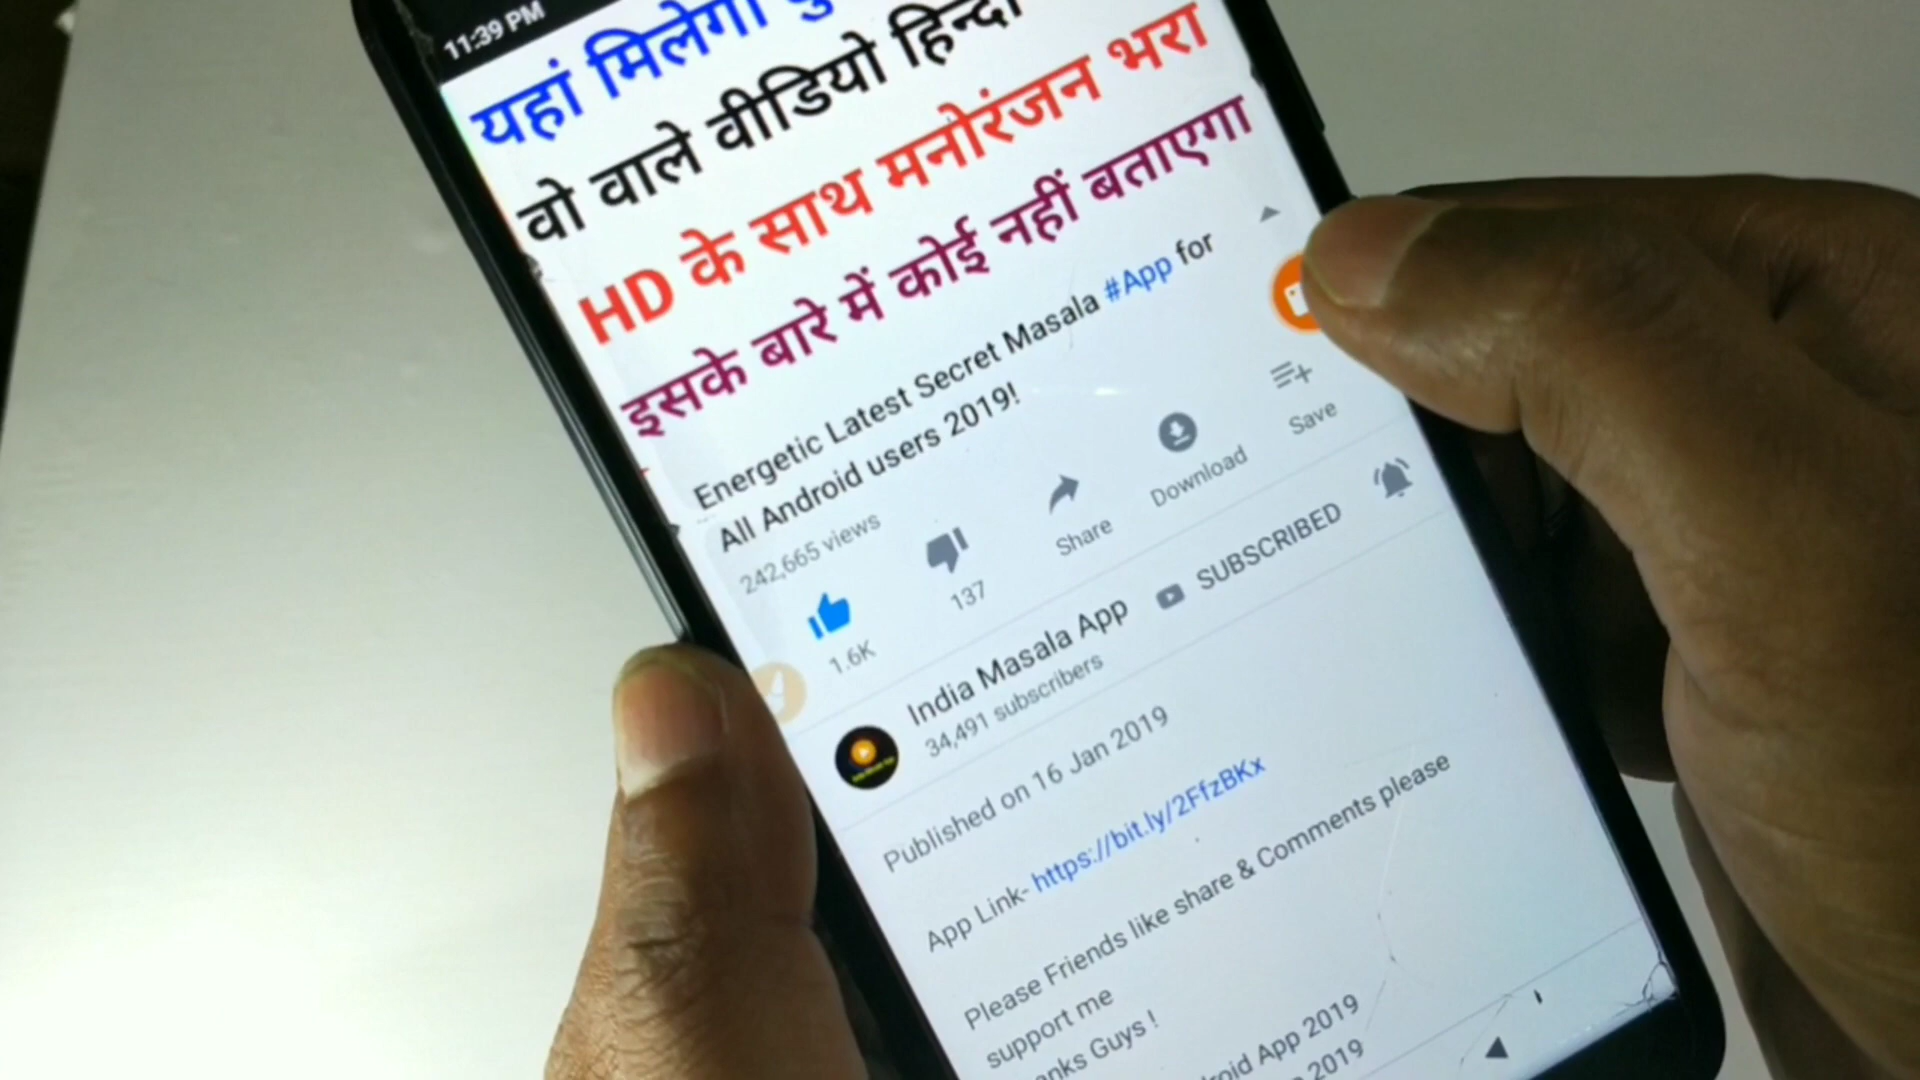 11:39 PM
यहां मिलेगा
वो वाले वीडियो हिन्दी
HD के साथ मनोरंजन भरा
इसके बारे में कोई नहीं बताएगा
Energetic Latest Secret Masala #App for
All Android users 2019!
242,665 views
1.6K
137
Share
Download
Save
India Masala App
SUBSCRIBED
34,491 subscribers
Published on 16 Jan 2019
App Link- https://bit.ly/2FfzBKx
Please Friends like share & Comments please
support me
Guys !
App 2019
2019